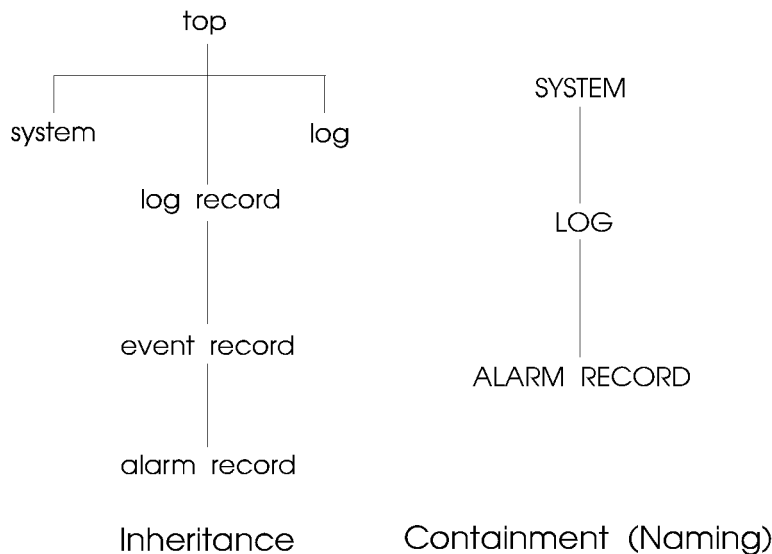 top
system
log
log record
event record
alarm record
Inheritance
SYSTEM
LOG
ALARM RECORD
Containment (Naming)